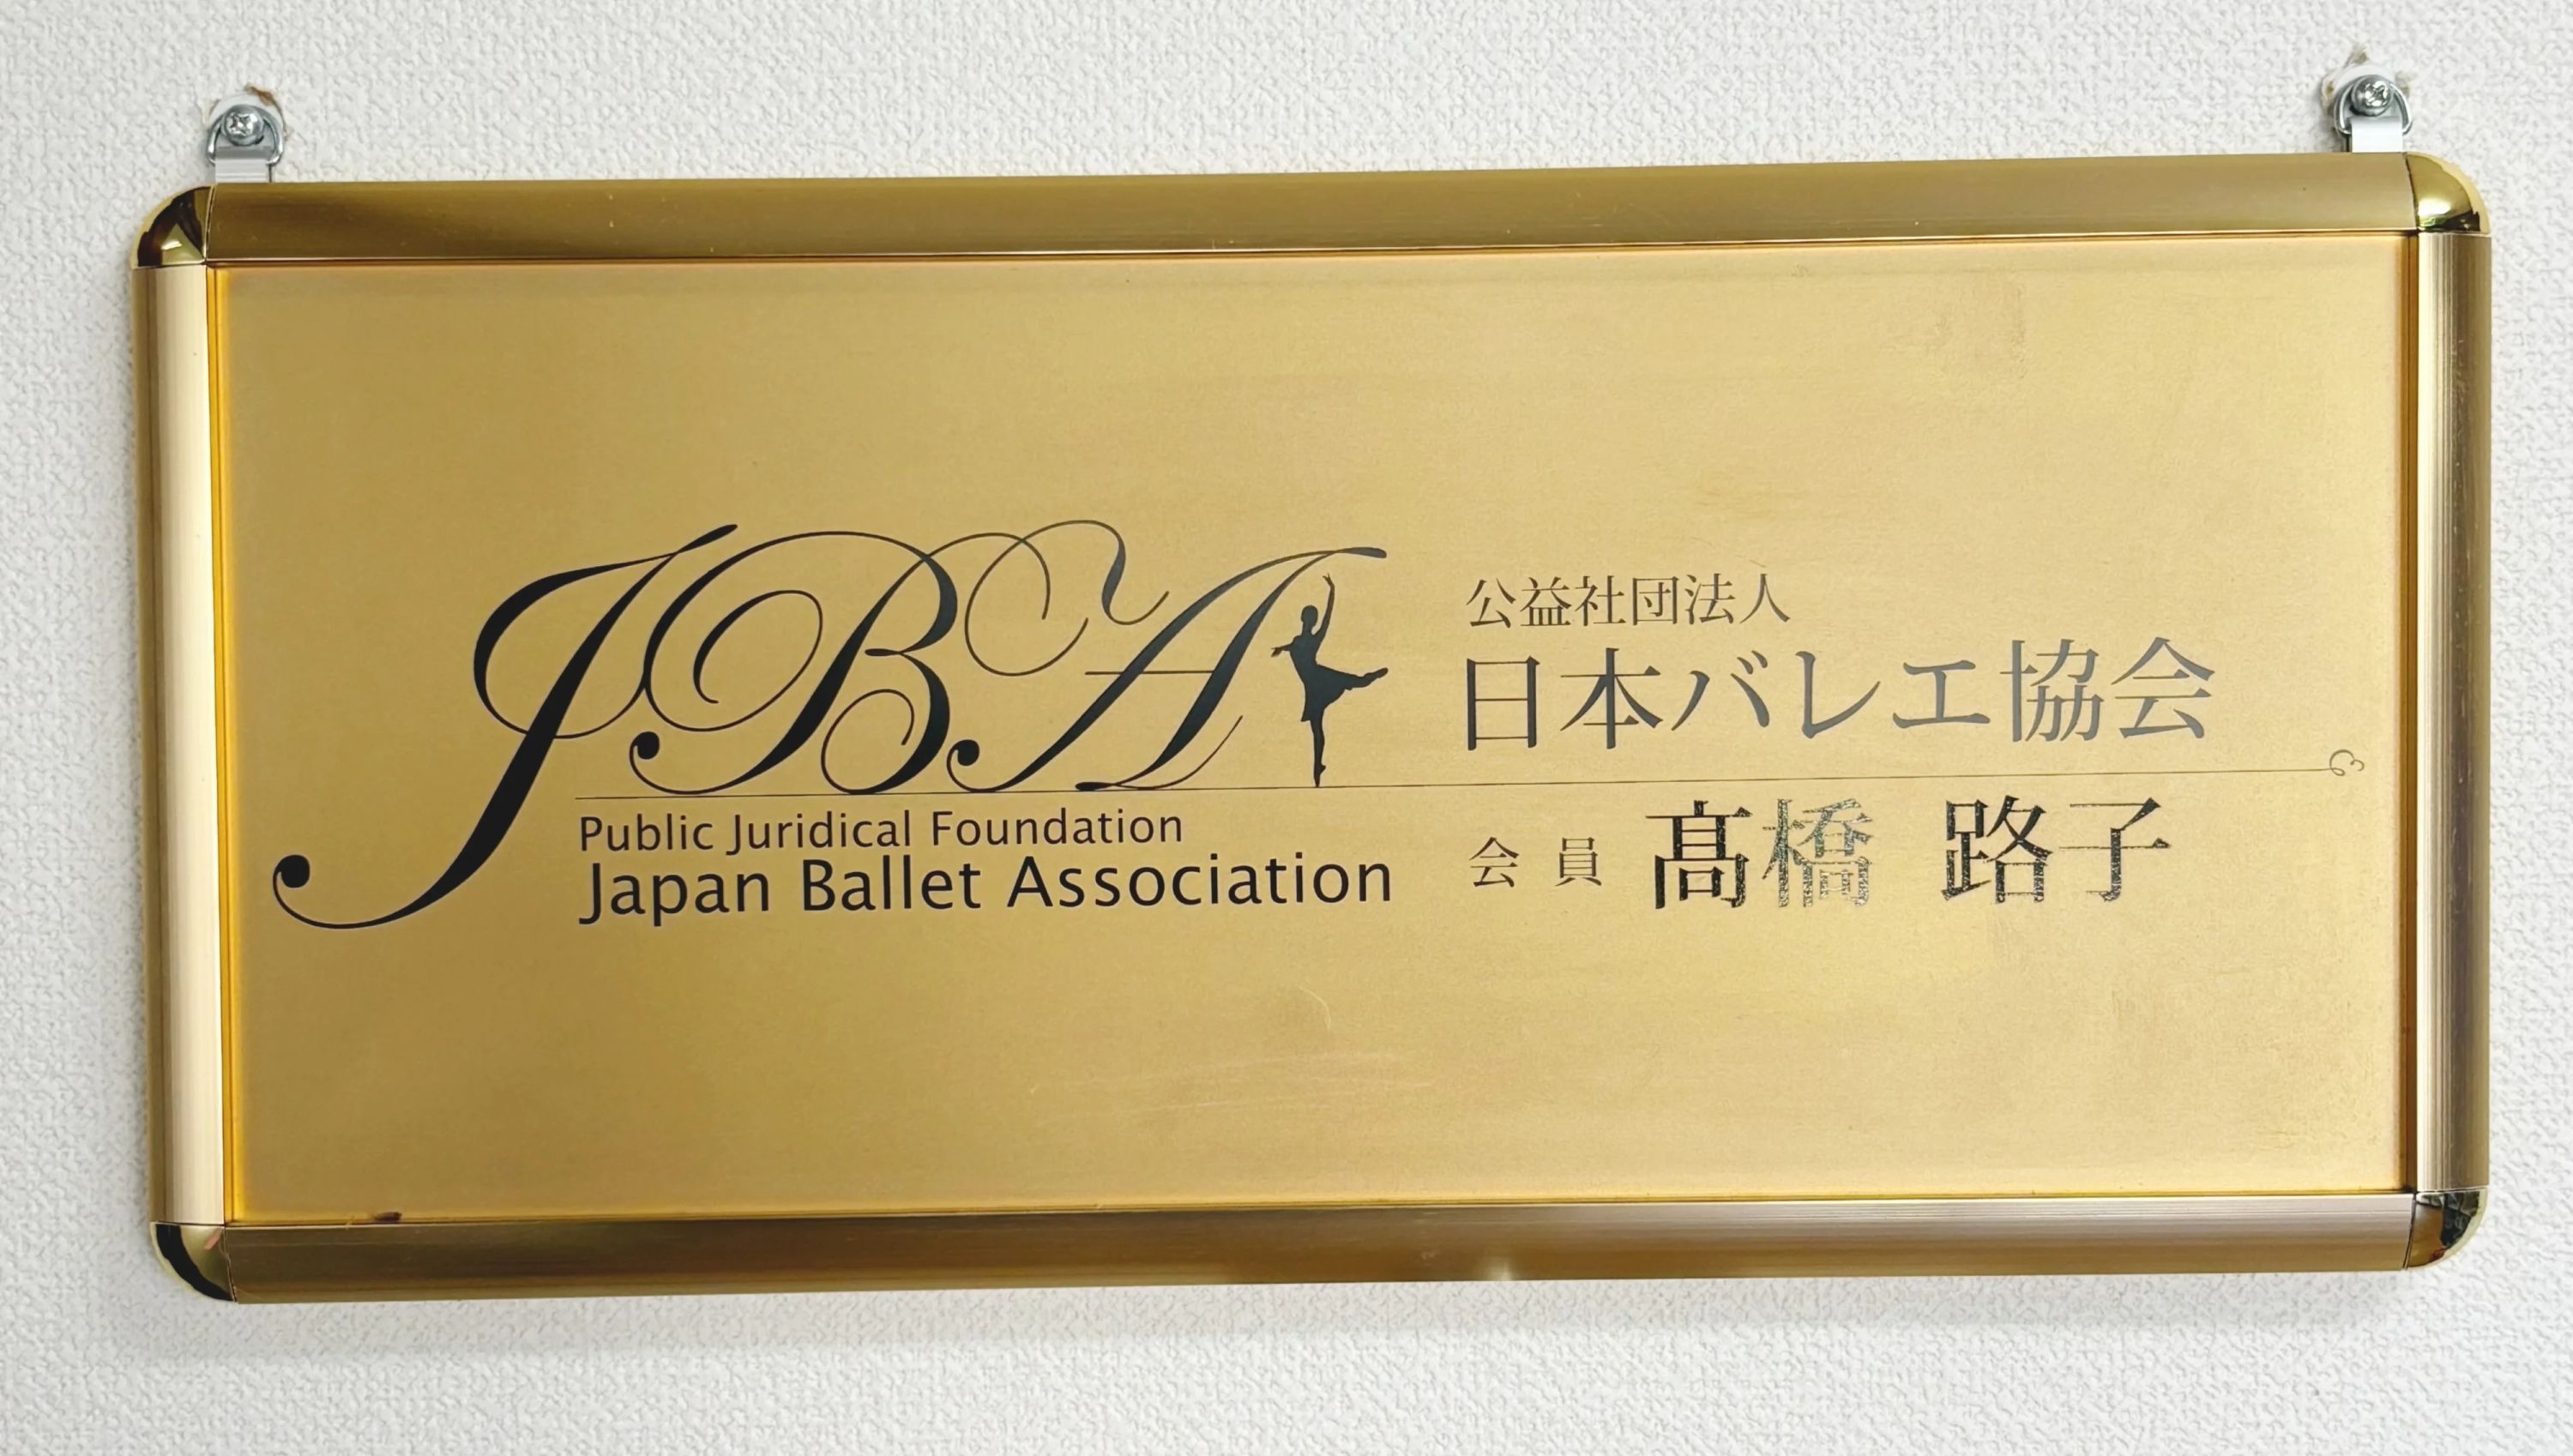 JBA
Public Juridical Foundation
Japan Ballet Association
公益社団法人
日本バレエ協会
会員 髙橋 路子